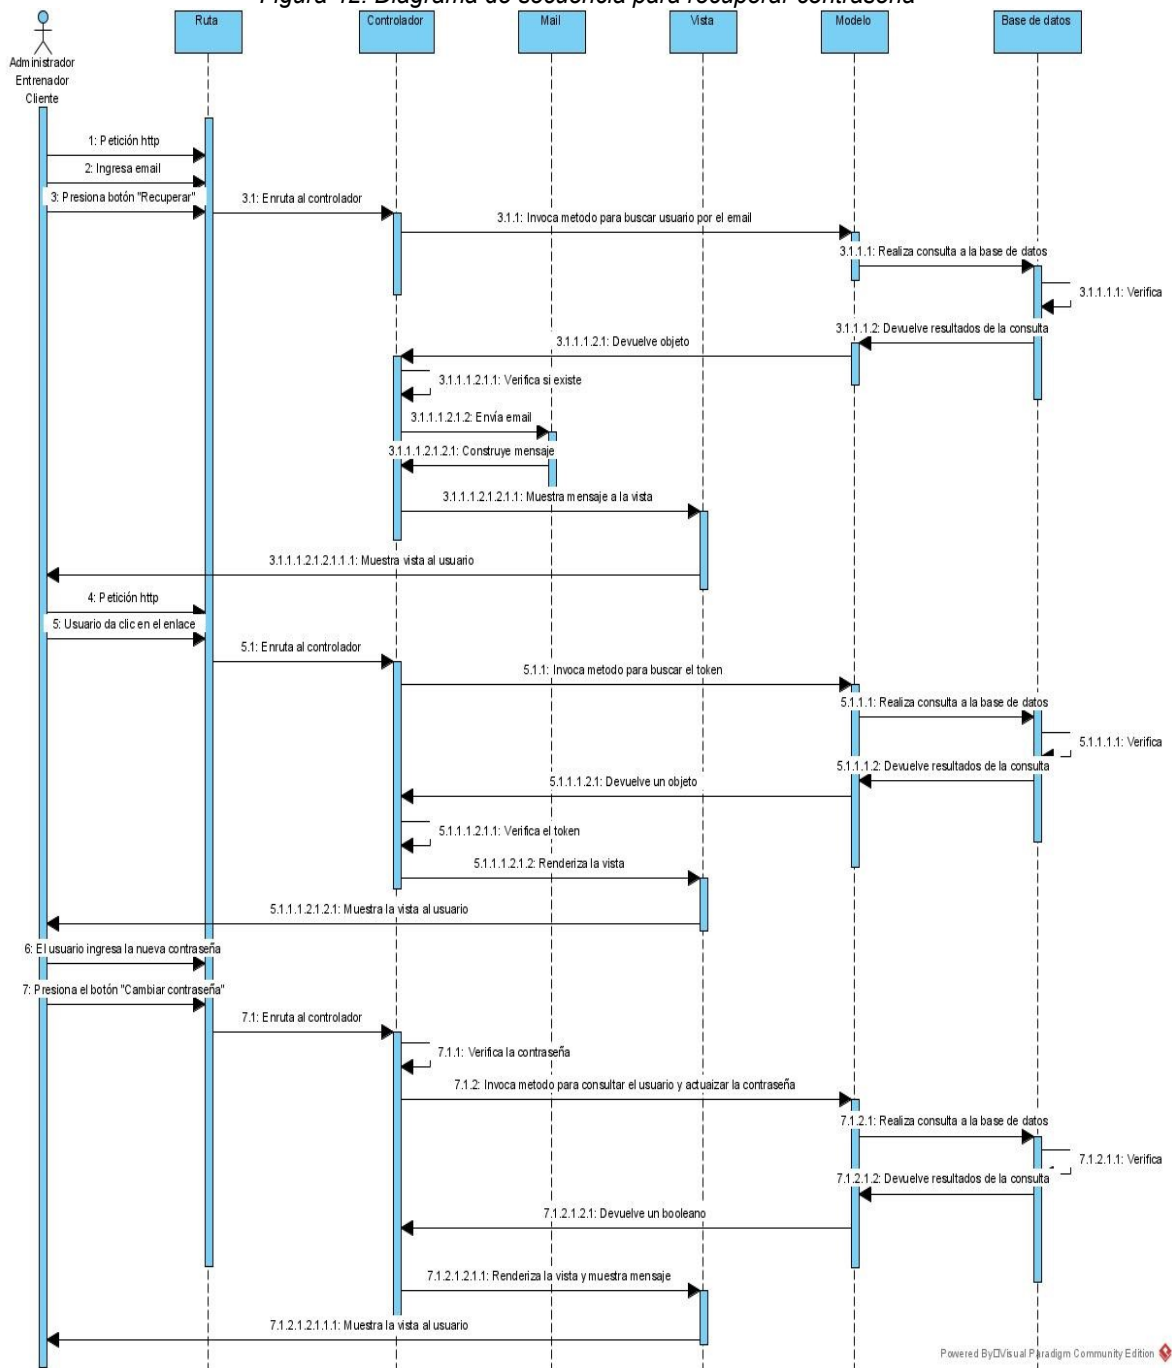 Figura 42. Diagrama de secuencia para recuperar contraseña
Ruta
Controlador
Mail
Vista
Modelo
Base de datos
Administrador
Entrenador
Cliente
1: Petición http
2: Ingresa email
3: Presiona botón "Recuperar"
3.1: Enruta al controlador
3.1.1: Invoca metodo para buscar usuario por el email
3.1.1.1: Realiza consulta a la base de datos
3.1.1.1.1: Verifica
3.1.1.1.2: Devuelve resultados de la consulta
3.1.1.1.2.1: Devuelve objeto
3.1.1.1.2.1.1: Verifica si existe
3.1.1.1.2.1.2: Envía email
3.1.1.1.2.1.2.1: Construye mensaje
3.1.1.1.2.1.2.1.1: Muestra mensaje a la vista
3.1.1.1.2.1.2.1.1.1: Muestra vista al usuario
4: Petición http
5: Usuario da clic en el enlace
5.1: Enruta al controlador
5.1.1: Invoca metodo para buscar el token
5.1.1.1: Realiza consulta a la base de datos
5.1.1.1.1: Verifica
5.1.1.1.2: Devuelve resultados de la consulta
5.1.1.1.2.1: Devuelve un objeto
5.1.1.1.2.1.1: Verifica el token
5.1.1.1.2.1.2: Renderiza la vista
5.1.1.1.2.1.2.1: Muestra la vista al usuario
6: El usuario ingresa la nueva contraseña
7: Presiona el botón "Cambiar contraseña"
7.1: Enruta al controlador
7.1.1: Verifica la contraseña
7.1.2: Invoca metodo para consultar el usuario y actuaizar la contraseña
7.1.2.1: Realiza consulta a la base de datos
7.1.2.1.1: Verifica
7.1.2.1.2: Devuelve resultados de la consulta
7.1.2.1.2.1: Devuelve un booleano
7.1.2.1.2.1.1: Renderiza la vista y muestra mensaje
7.1.2.1.2.1.1.1: Muestra la vista al usuario
Powered By Visual Paradigm Community Edition